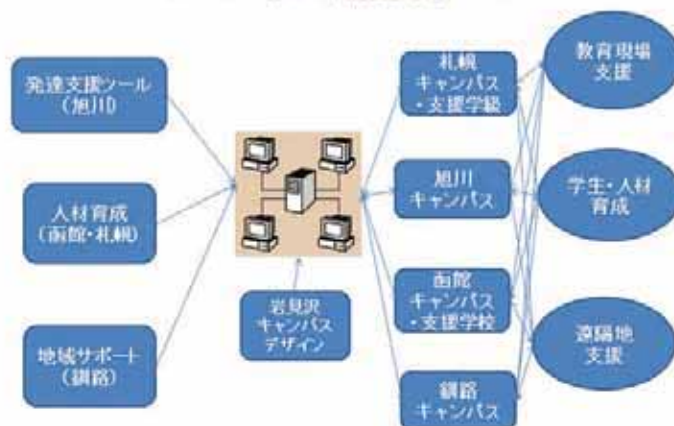 発達支援ツール
(旭川)
人材育成
(函館・札幌)
地域サポート
(釧路)
岩見沢
キャンパス
デザイン
札幌
キャンパス
・支援学級
旭川
キャンパス
函館
キャンパス
・支援学校
釧路
キャンパス
教育現場
支援
学生・人材
育成
遠隔地
支援